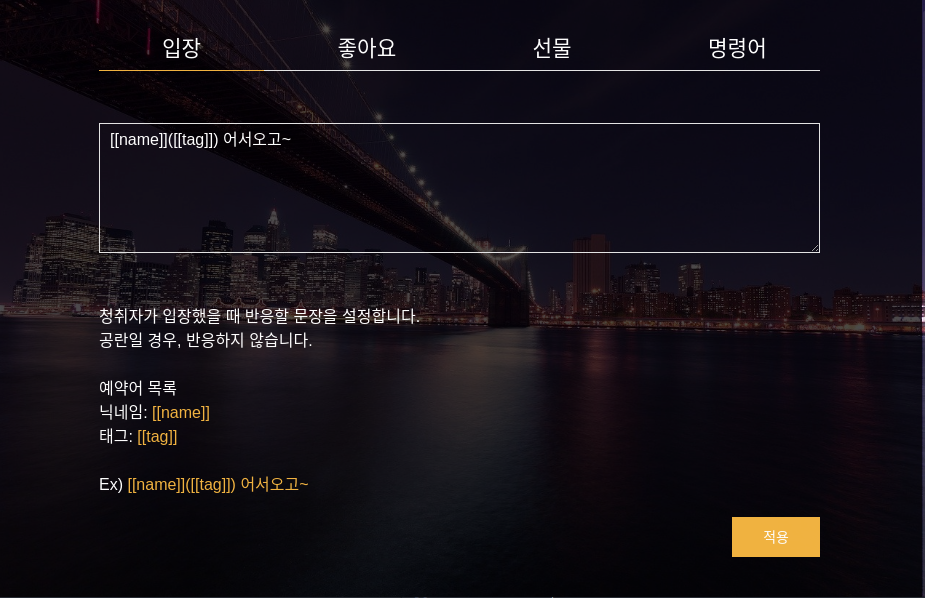 입장
좋아요
선물
명령어
[[name]]([[tag]]) 어서오고~
청취자가 입장했을 때 반응할 문장을 설정합니다.
공란일 경우, 반응하지 않습니다.
예약어 목록
닉네임: [[name]]
태그: [[tag]]
Ex) [[name]]([[tag]]) 어서오고~
적용